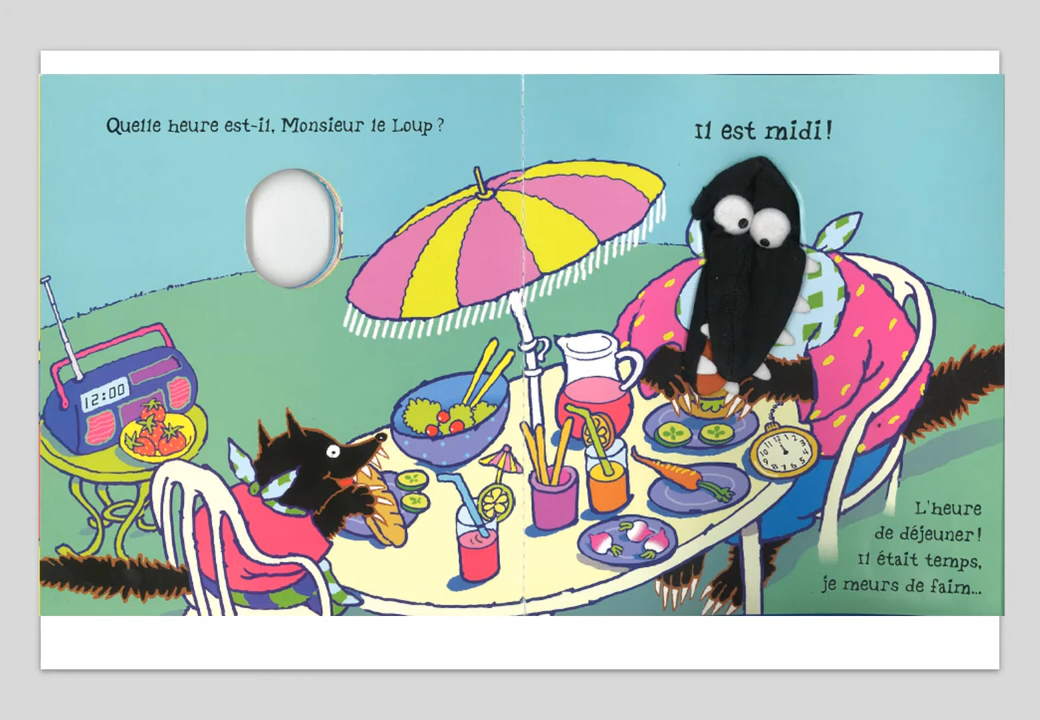 Quelle heure est-il, Monsieur le Loup ?
Il est midi !
12:00
L'heure
de déjeuner !
Il était temps,
je meurs de faim...